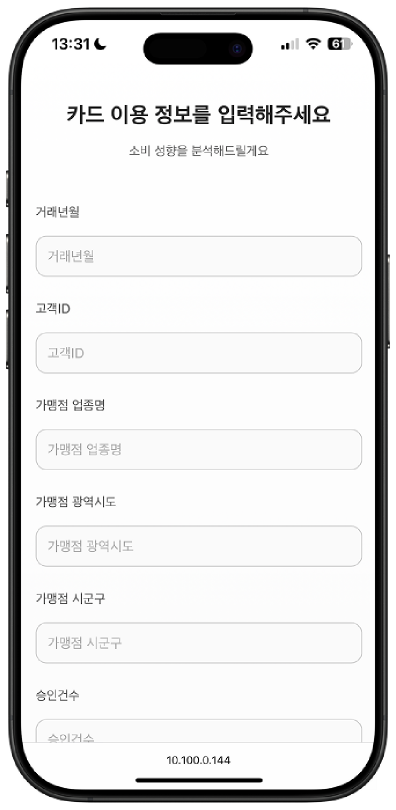 13:31
61
카드 이용 정보를 입력해주세요
소비 성향을 분석해드릴게요
거래년월
거래년월
고객ID
고객ID
가맹점 업종명
가맹점 업종명
가맹점 광역시도
가맹점 광역시도
가맹점 시군구
가맹점 시군구
승인건수
승인건수
10.100.0.144